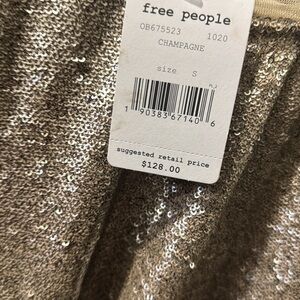 free people
OB675523 1020
CHAMPAGNE
size S
1 90383 67140 6
suggested retail price
$128.00